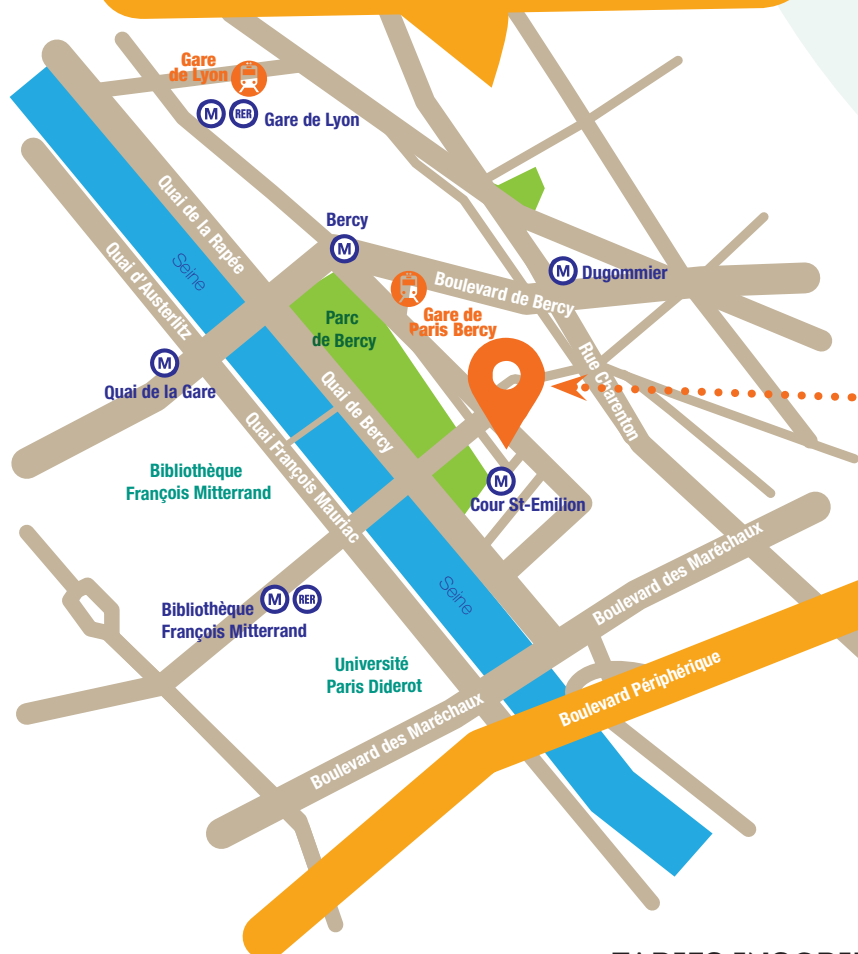 Gare
de Lyon
M
RER
Gare de Lyon
Quai de la Rapée
Bercy
M
Seine
Quai d'Austerlitz
M
Dugommier
Boulevard de Bercy
Gare de
Paris Bercy
Parc
de Bercy
M
Quai de la Gare
Rue Charenton
Quai de Bercy
Quai François Mauriac
Bibliothèque
François Mitterrand
M
Cour St-Emilion
Boulevard des Maréchaux
Seine
M
RER
Bibliothèque
François Mitterrand
Université
Paris Diderot
Boulevard Périphérique
Boulevard des Maréchaux